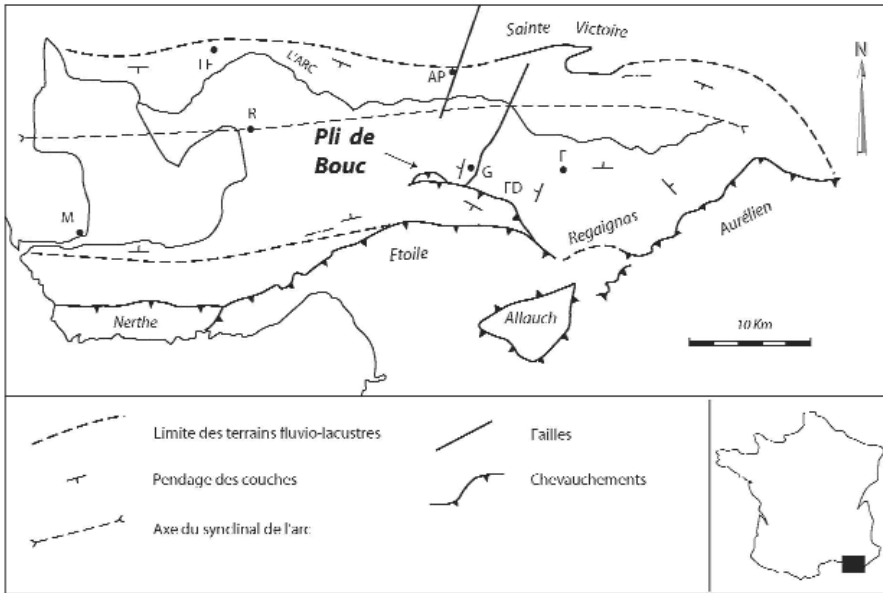 Sainte Victoire
N
L'ARC
AP
R
Pli de
Bouc
G
M
Regaignas
Aurélien
Etoile
Nerthe
Allauch
10 Km
Limite des terrains fluvio-lacustres
Failles
Pendage des couches
Chevauchements
Axe du synclinal de l'arc